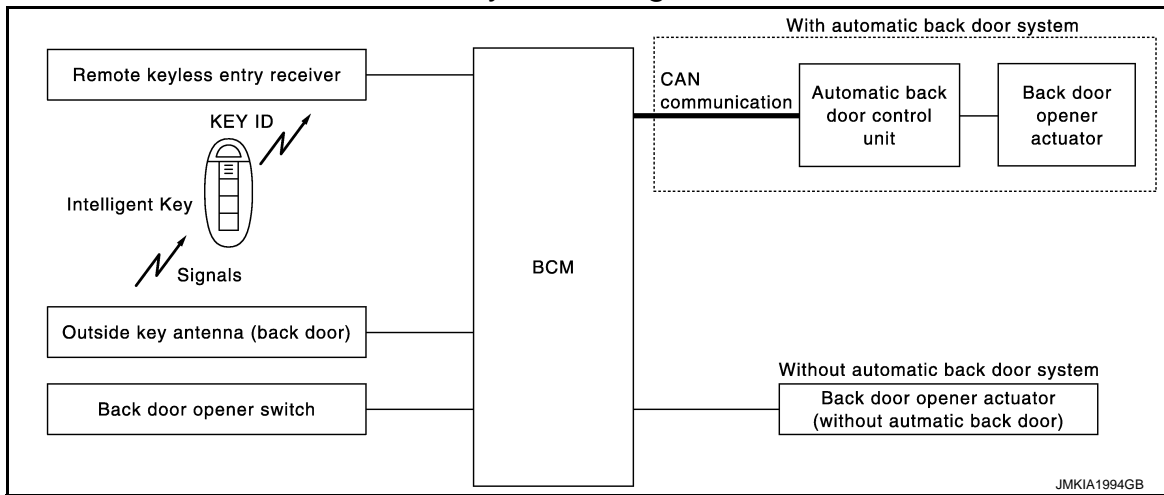 With automatic back door system
Remote keyless entry receiver
KEY ID
Intelligent Key
Signals
Outside key antenna (back door)
Back door opener switch
BCM
CAN
communication
Automatic back
door control
unit
Back door
opener
actuator
Without automatic back door system
Back door opener actuator
(without autmatic back door)
JMKIA1994GB